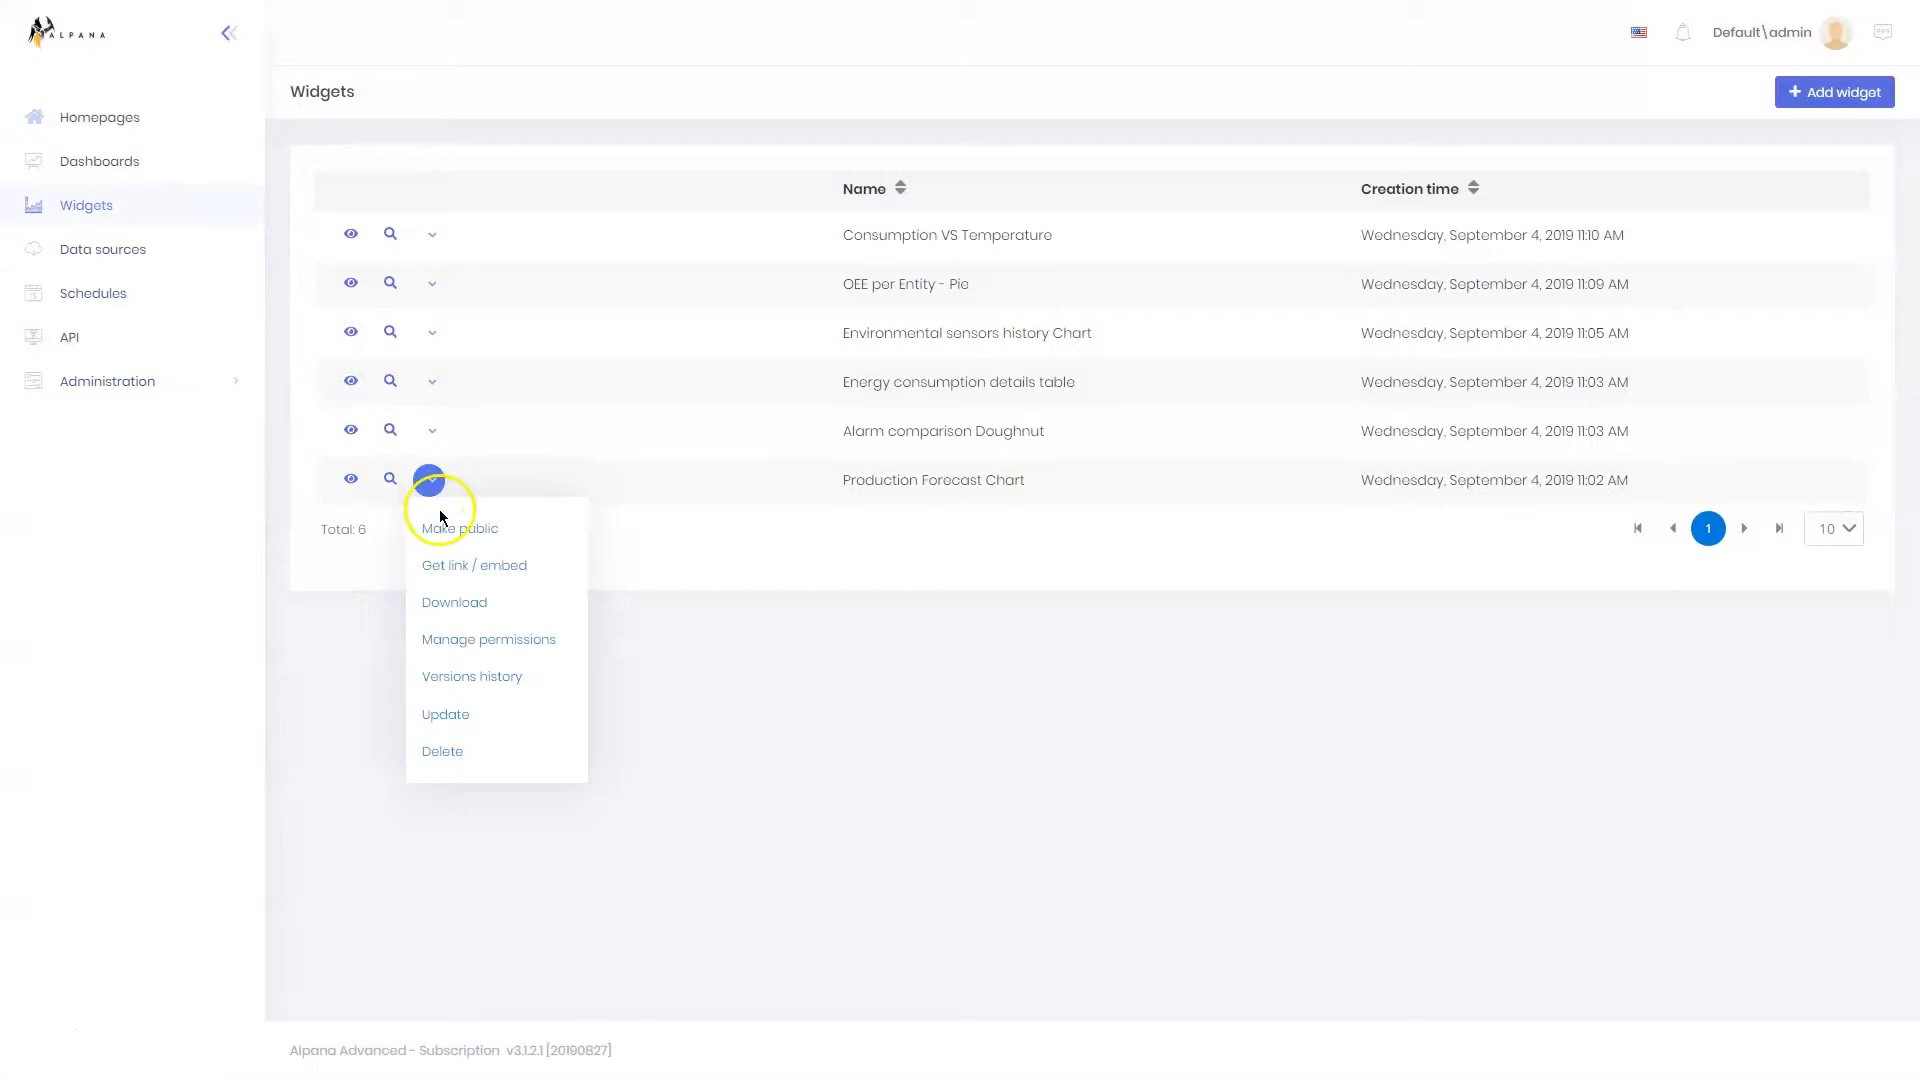 ALPANA
Default\admin
Homepages
Dashboards
Widgets
Data sources
Schedules
API
Administration
Widgets
+ Add widget
Name Creation time
Consumption VS Temperature Wednesday, September 4, 2019 11:10 AM
OEE per Entity - Pie Wednesday, September 4, 2019 11:09 AM
Environmental sensors history Chart Wednesday, September 4, 2019 11:05 AM
Energy consumption details table Wednesday, September 4, 2019 11:03 AM
Alarm comparison Doughnut Wednesday, September 4, 2019 11:03 AM
Production Forecast Chart Wednesday, September 4, 2019 11:02 AM
Total: 6
1 10
Make public
Get link / embed
Download
Manage permissions
Versions history
Update
Delete
Alpana Advanced - Subscription v3.1.2.1 [20190827]